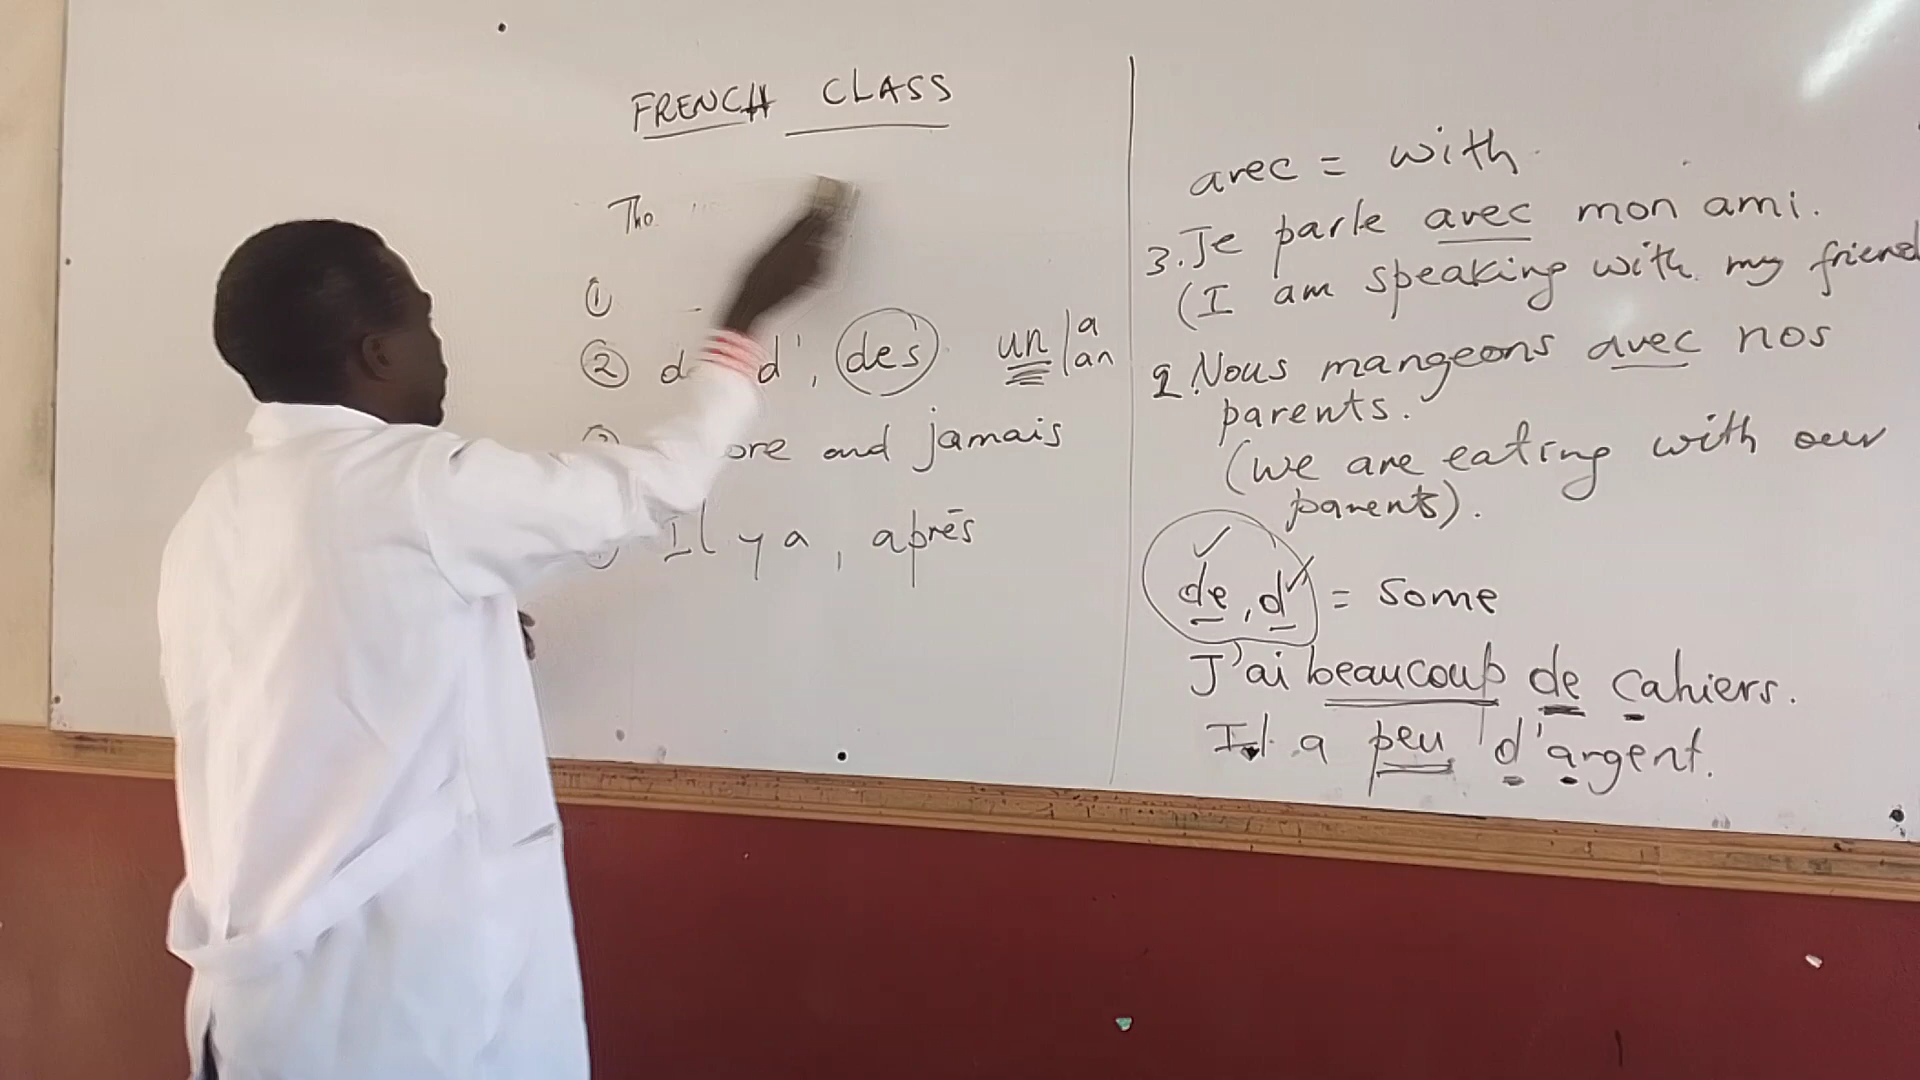 FRENCH CLASS
①
② d', des un/a an
and jamais
Il y a, après
avec = with
3. Je parle avec mon ami.
(I am speaking with my friend
2. Nous mangeons avec nos
parents.
(we are eating with our
parents).
de, d' = some
J'ai beaucoup de cahiers.
Il a peu d'argent.